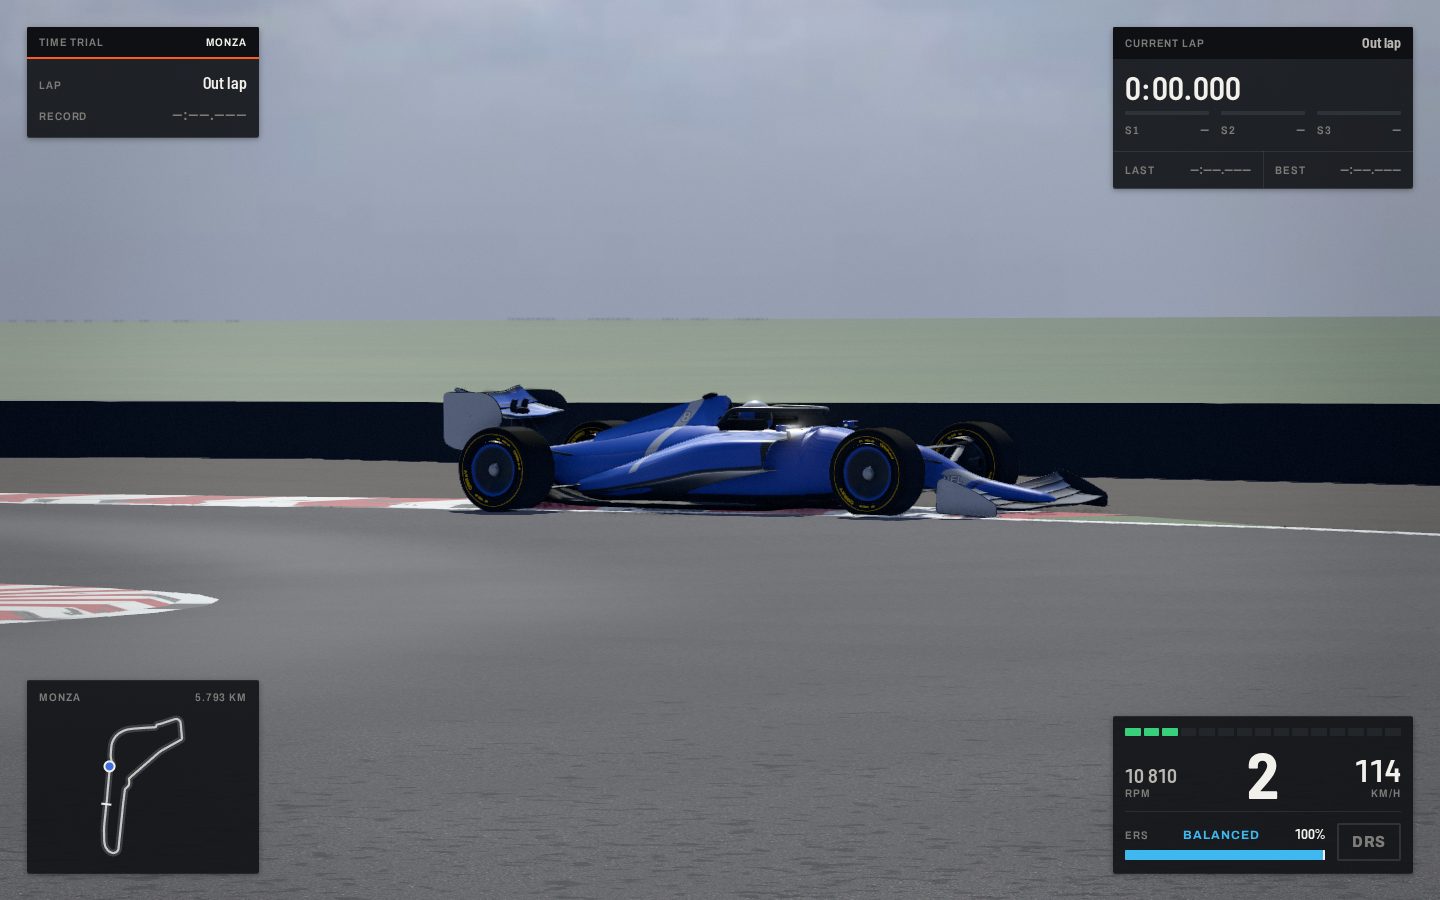 TIME TRIAL MONZA
LAP Out lap
RECORD –:––.–––
CURRENT LAP Out lap
0:00.000
S1 – S2 – S3 –
LAST –:––.––– BEST –:––.–––
MONZA 5.793 KM
10 810 RPM
2
114 KM/H
ERS BALANCED 100%
DRS